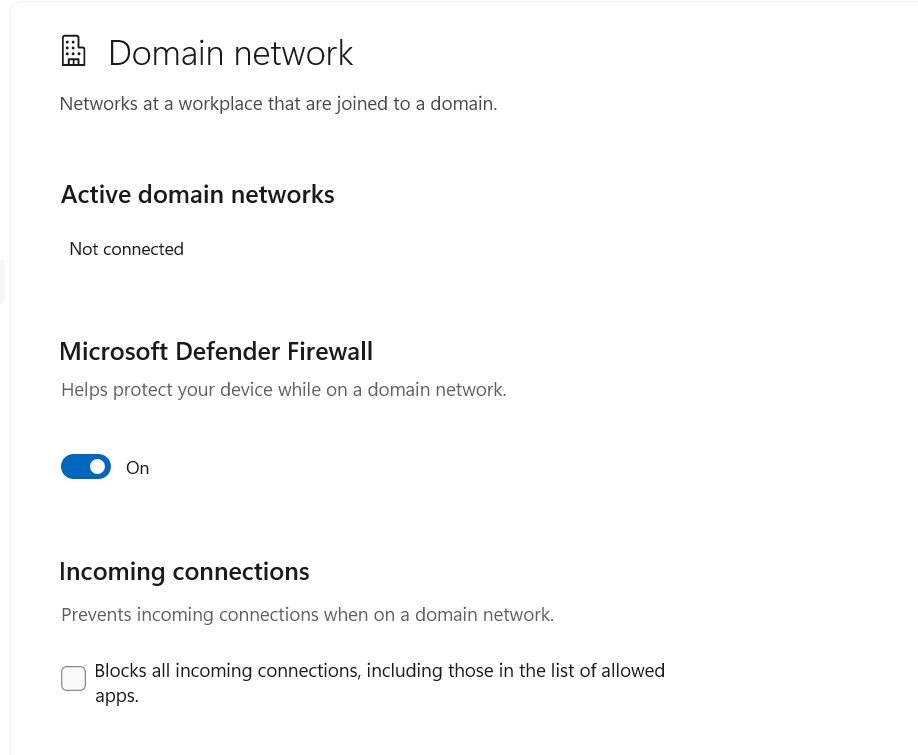 Domain network
Networks at a workplace that are joined to a domain.
Active domain networks
Not connected
Microsoft Defender Firewall
Helps protect your device while on a domain network.
On
Incoming connections
Prevents incoming connections when on a domain network.
Blocks all incoming connections, including those in the list of allowed
apps.